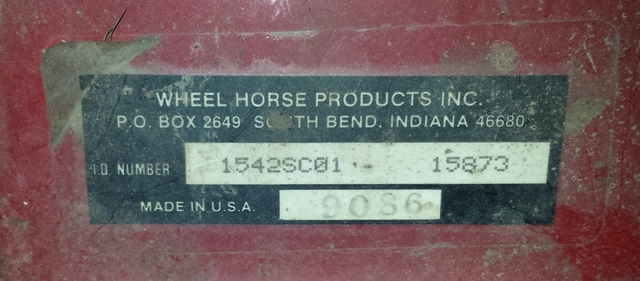 WHEEL HORSE PRODUCTS INC.
P.O. BOX 2649 SOUTH BEND, INDIANA 46680
I.D. NUMBER 1542SC01 15873
MADE IN U.S.A. 9086